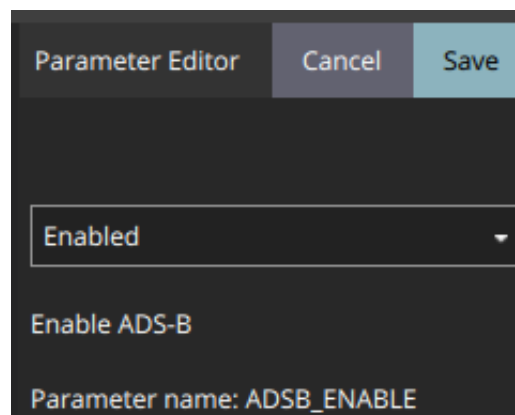 Parameter Editor Cancel Save
Enabled
Enable ADS-B
Parameter name: ADSB_ENABLE